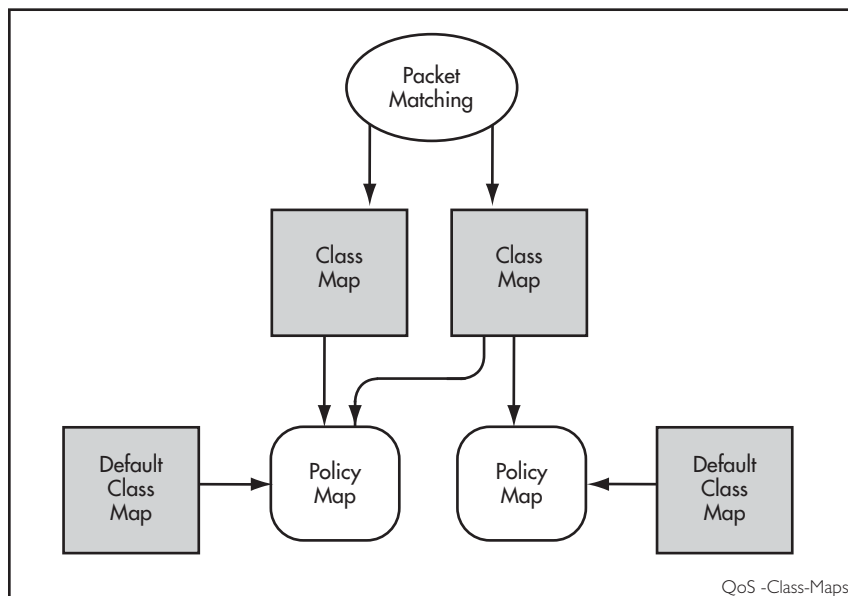 Packet
Matching
Class
Map
Class
Map
Default
Class
Map
Policy
Map
Policy
Map
Default
Class
Map
QoS -Class-Maps